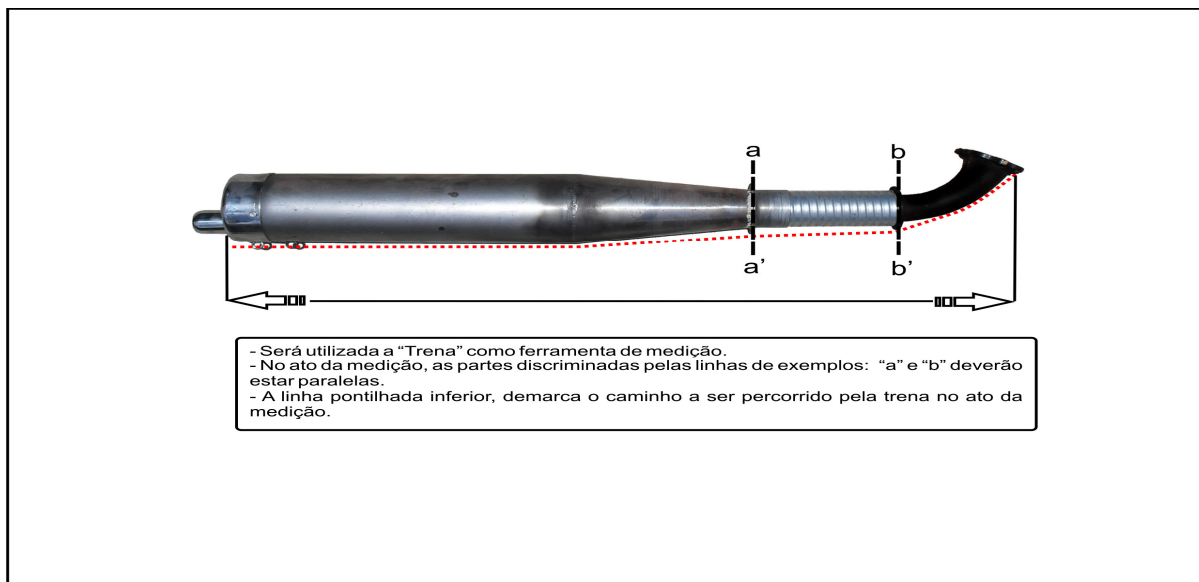 a
b
a’
b’
- Será utilizada a “Trena” como ferramenta de medição.
- No ato da medição, as partes discriminadas pelas linhas de exemplos: “a” e “b” deverão
estar paralelas.
- A linha pontilhada inferior, demarca o caminho a ser percorrido pela trena no ato da
medição.